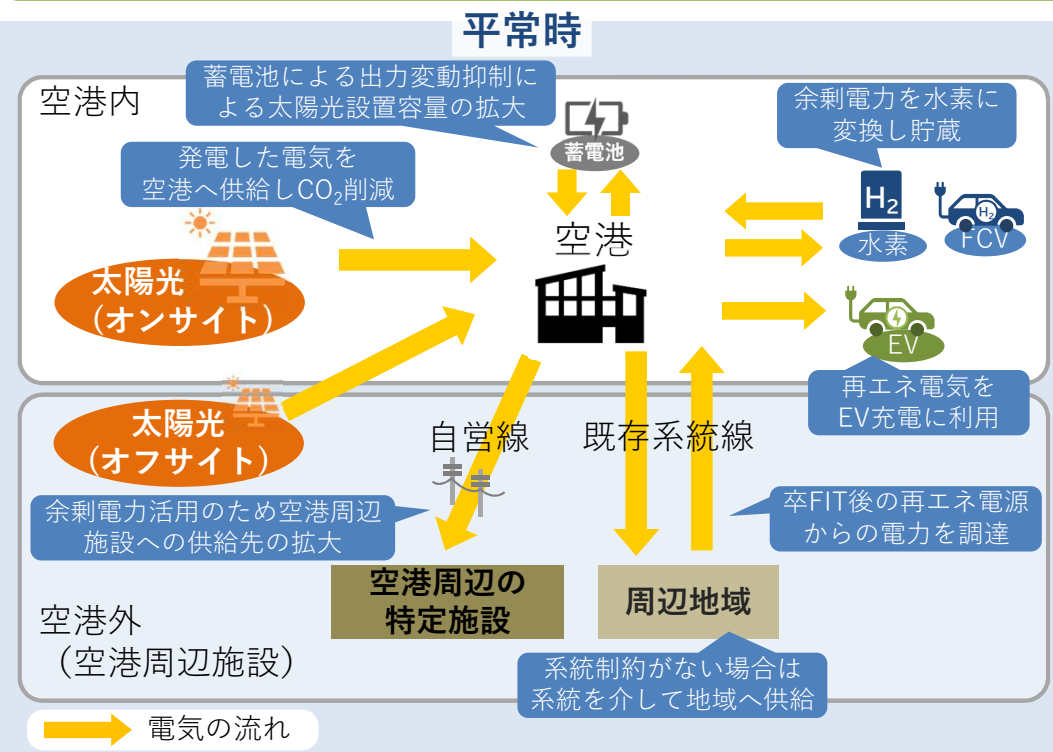 平常時
空港内
蓄電池による出力変動抑制に
よる太陽光設置容量の拡大
蓄電池
余剰電力を水素に
変換し貯蔵
発電した電気を
空港へ供給しCO₂削減
H₂
水素
H₂
FCV
空港
太陽光
(オンサイト)
EV
再エネ電気を
EV充電に利用
太陽光
(オフサイト)
自営線
既存系統線
余剰電力活用のため空港周辺
施設への供給先の拡大
卒FIT後の再エネ電源
からの電力を調達
空港周辺の
特定施設
周辺地域
空港外
（空港周辺施設）
系統制約がない場合は
系統を介して地域へ供給
電気の流れ